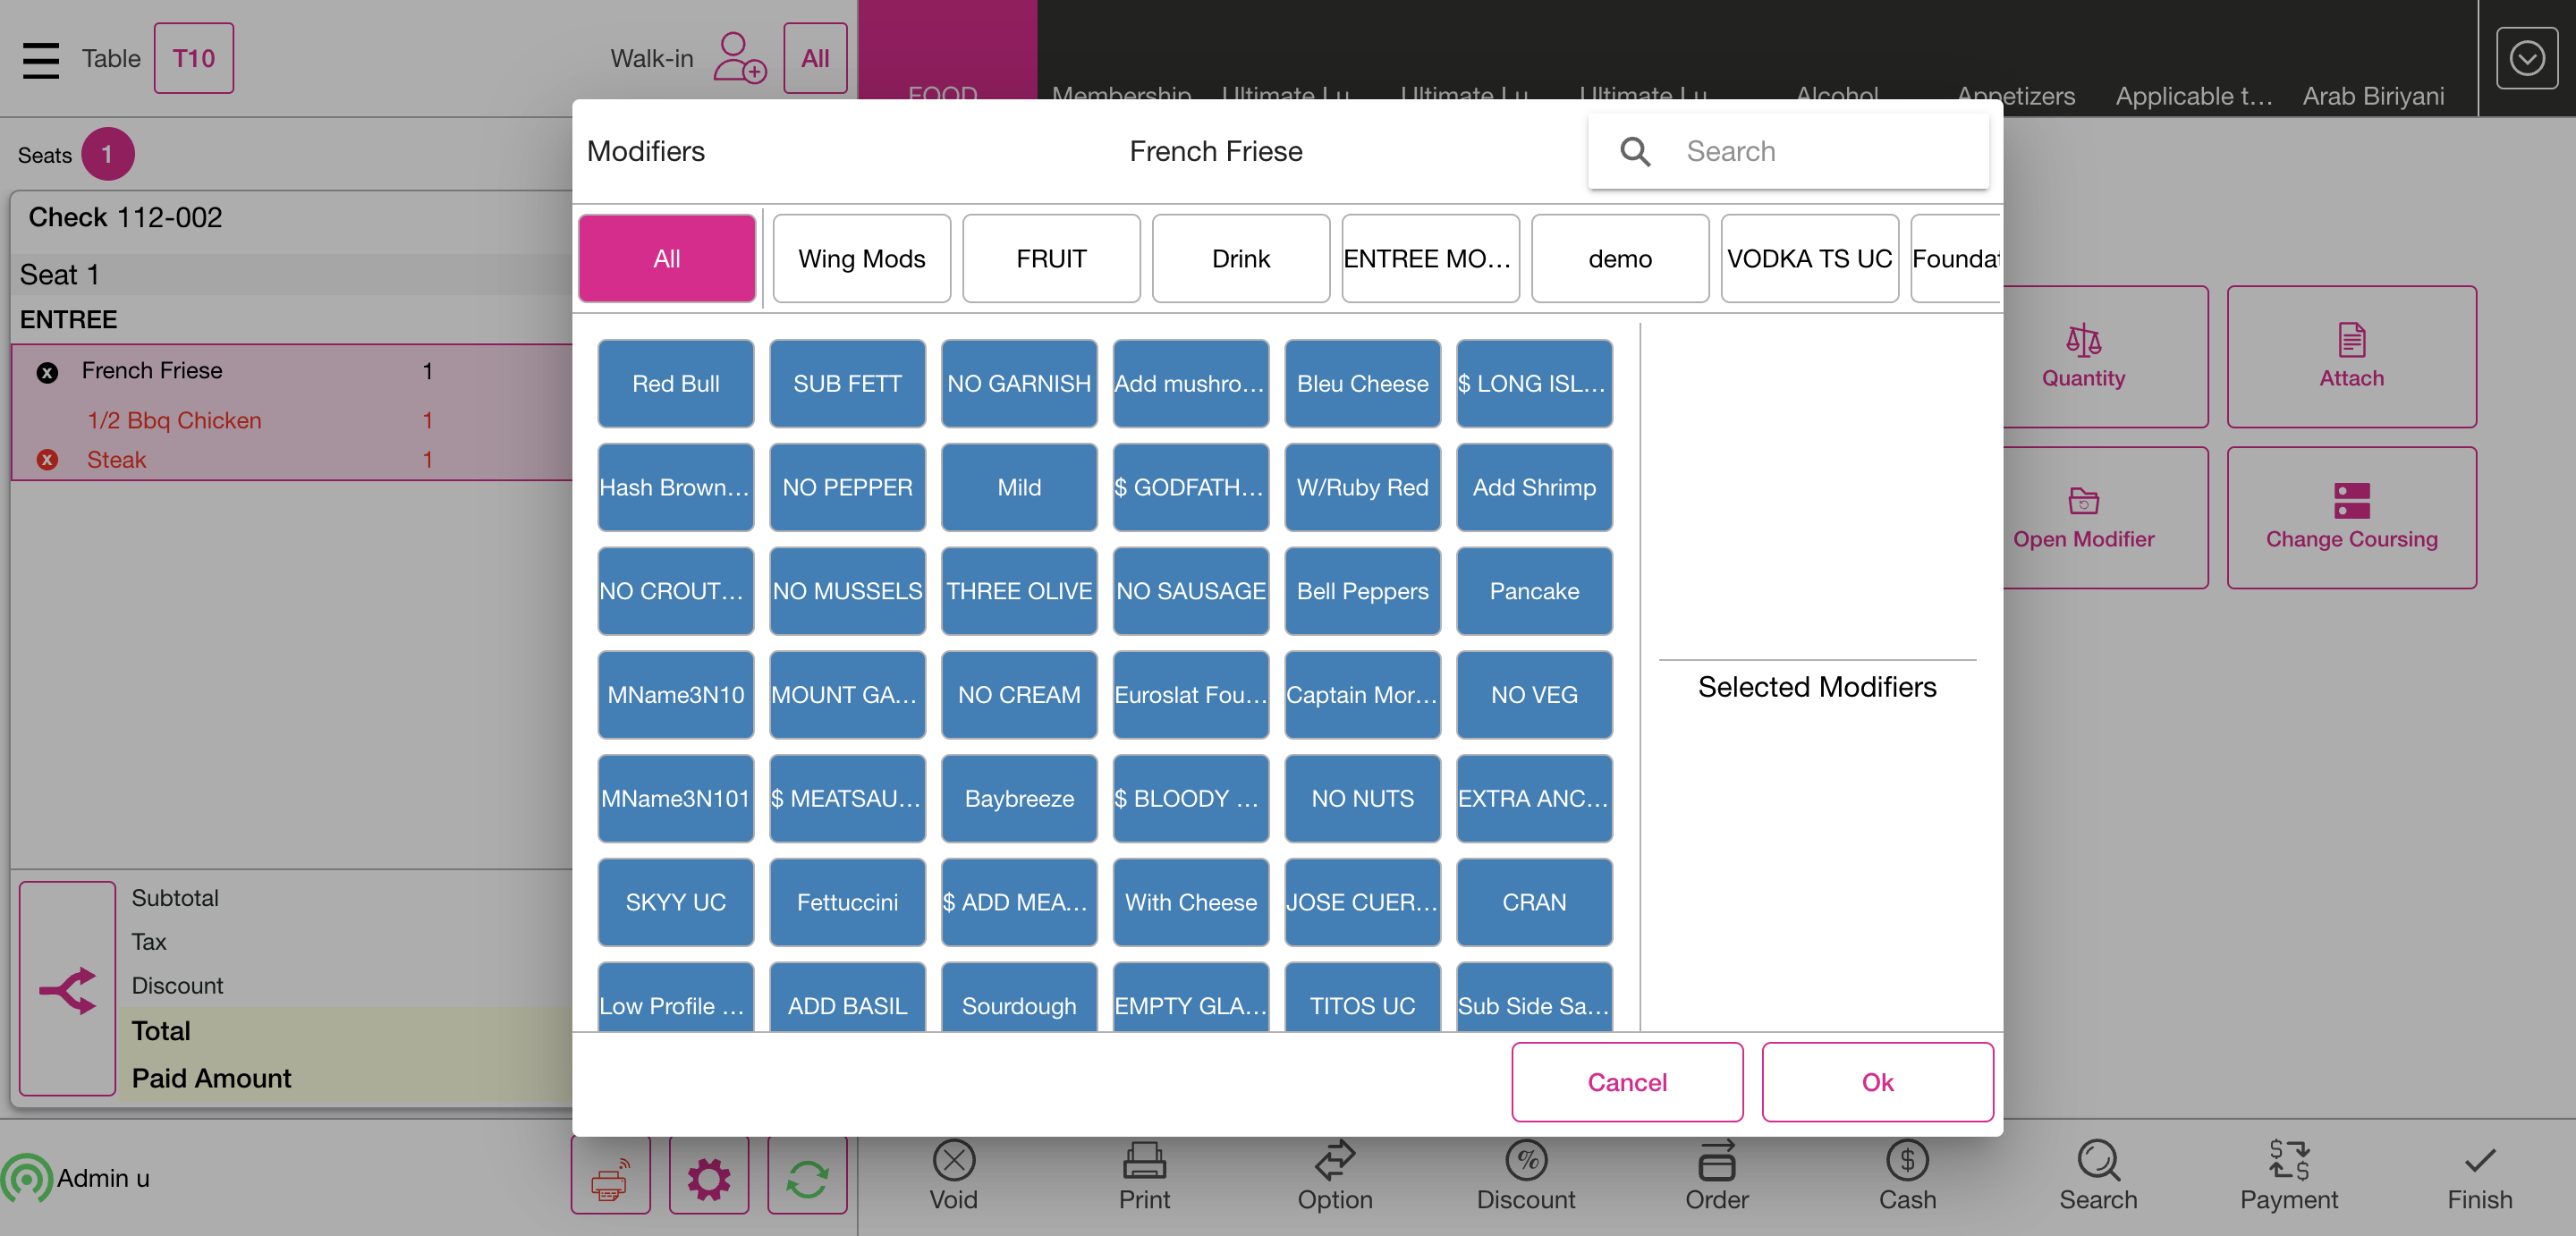 Table T10 Walk-in All
FOOD Membership Ultimate Lu Ultimate Lu Ultimate Lu Alcohol Appetizers Applicable t... Arab Biriyani
Seats 1
Check 112-002
Seat 1
ENTREE
French Friese 1
1/2 Bbq Chicken 1
Steak 1
Subtotal
Tax
Discount
Total
Paid Amount
Admin u
Modifiers French Friese Search
All Wing Mods FRUIT Drink ENTREE MO... demo VODKA TS UC Foundat
Red Bull SUB FETT NO GARNISH Add mushro... Bleu Cheese $ LONG ISL...
Hash Brown... NO PEPPER Mild $ GODFATH... W/Ruby Red Add Shrimp
NO CROUT... NO MUSSELS THREE OLIVE NO SAUSAGE Bell Peppers Pancake
MName3N10 MOUNT GA... NO CREAM Euroslat Fou... Captain Mor... NO VEG
MName3N101 $ MEATSAU... Baybreeze $ BLOODY ... NO NUTS EXTRA ANC...
SKYY UC Fettuccini $ ADD MEA... With Cheese JOSE CUER... CRAN
Low Profile ... ADD BASIL Sourdough EMPTY GLA... TITOS UC Sub Side Sa...
Selected Modifiers
Cancel Ok
Quantity Attach
Open Modifier Change Coursing
Void Print Option Discount Order Cash Search Payment Finish